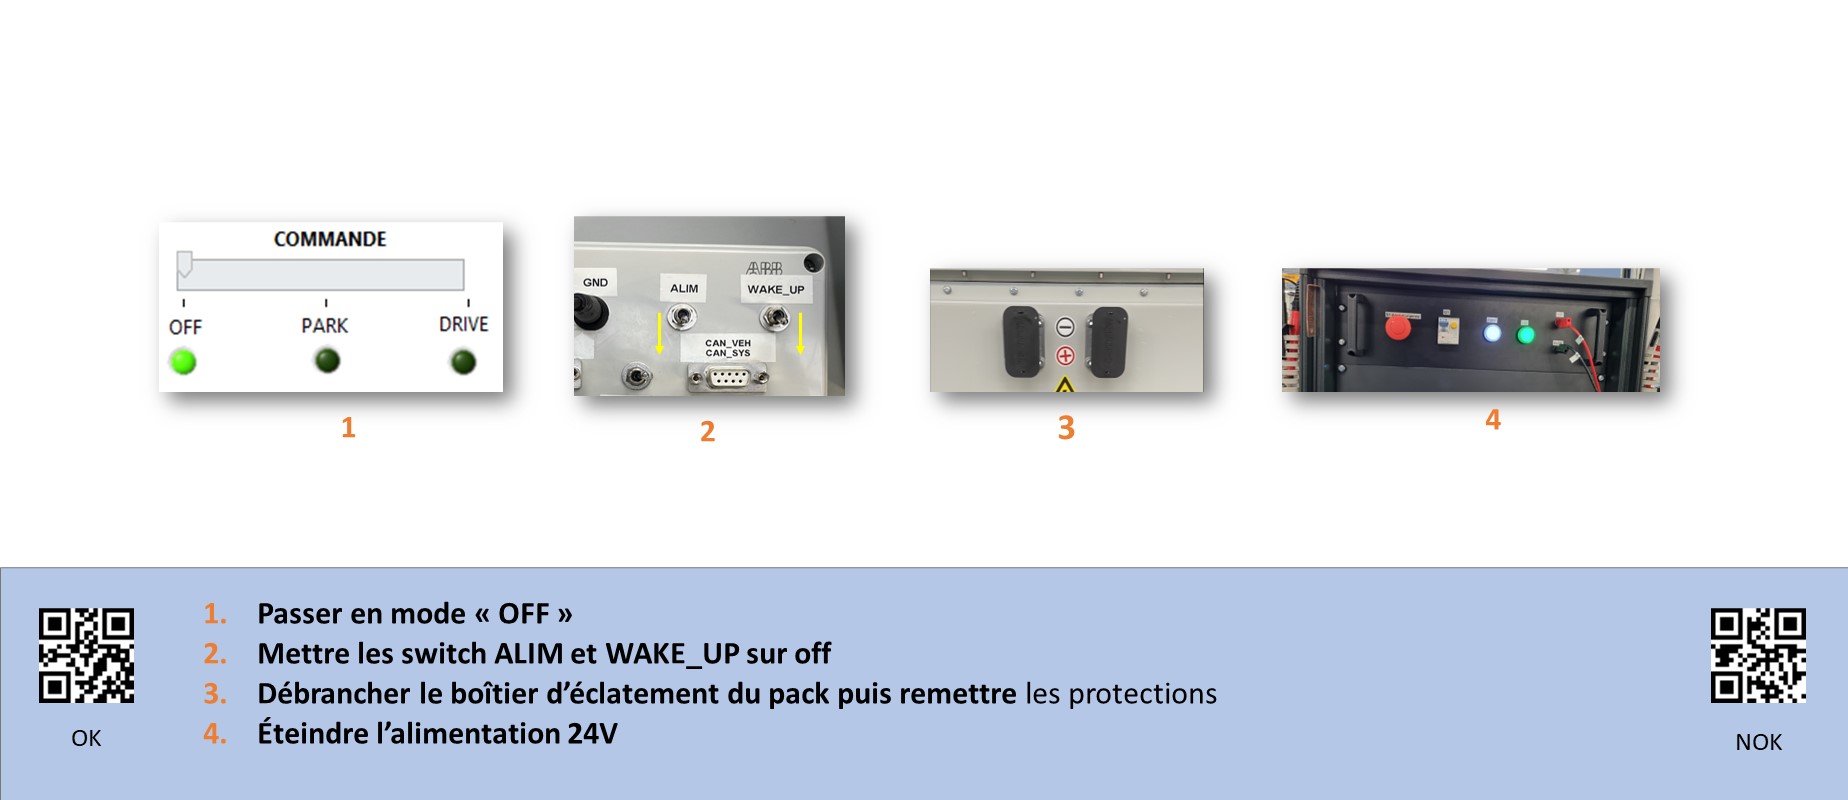 COMMANDE
OFF
PARK
DRIVE
1
ABB
GND
ALIM
WAKE_UP
CAN_VEH
CAN_SYS
2
3
4
1. Passer en mode « OFF »
2. Mettre les switch ALIM et WAKE_UP sur off
3. Débrancher le boîtier d’éclatement du pack puis remettre les protections
4. Éteindre l’alimentation 24V
OK
NOK